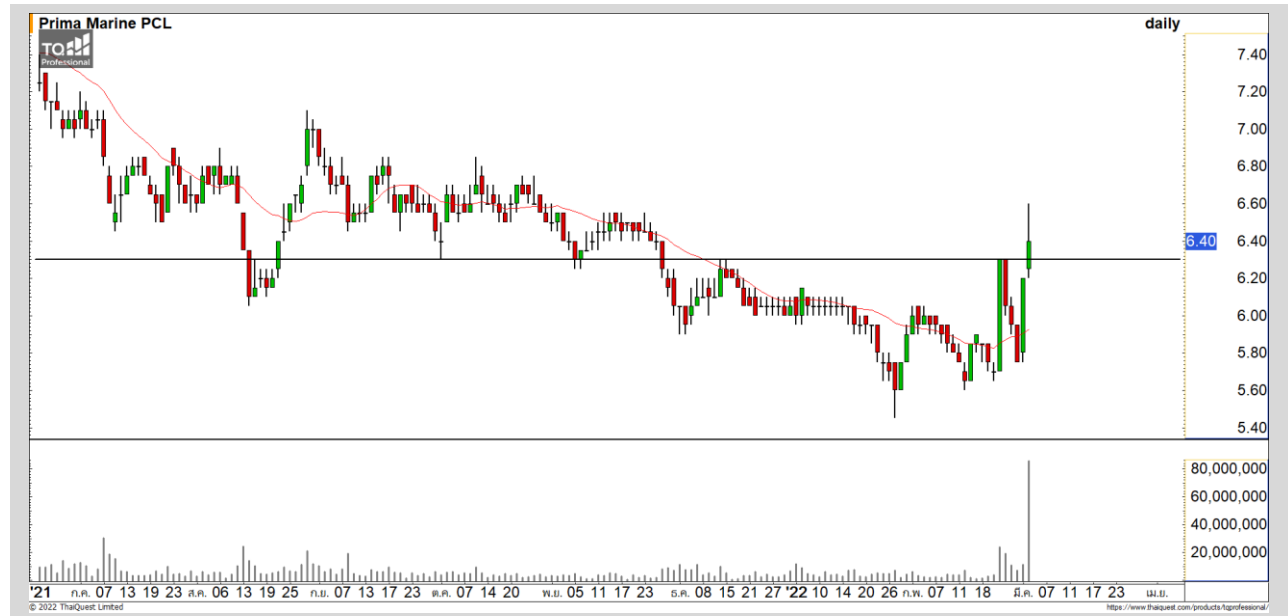 Prima Marine PCL
daily
TQ
Professional
7.40
7.20
7.00
6.80
6.60
6.40
6.40
6.20
6.00
5.80
5.60
5.40
80,000,000
60,000,000
40,000,000
20,000,000
'21 ก.ค. 07 13 19 23 ส.ค. 06 13 19 25 ก.ย. 07 13 17 23 ต.ค. 07 14 20 พ.ย. 05 11 17 23 ธ.ค. 08 15 21 27 '22 10 14 20 26 ก.พ. 07 11 18 มี.ค. 07 11 17 23 เม.ย.
© 2022 ThaiQuest Limited
https://www.thaiquest.com/products/tqprofessional/